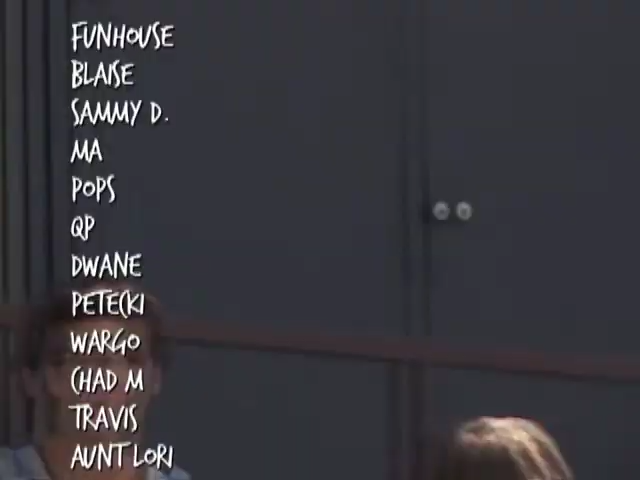 FUNHOUSE
BLAISE
SAMMY D.
MA
POPS
QP
DWANE
PETECKI
WARGO
CHAD M
TRAVIS
AUNT LORI